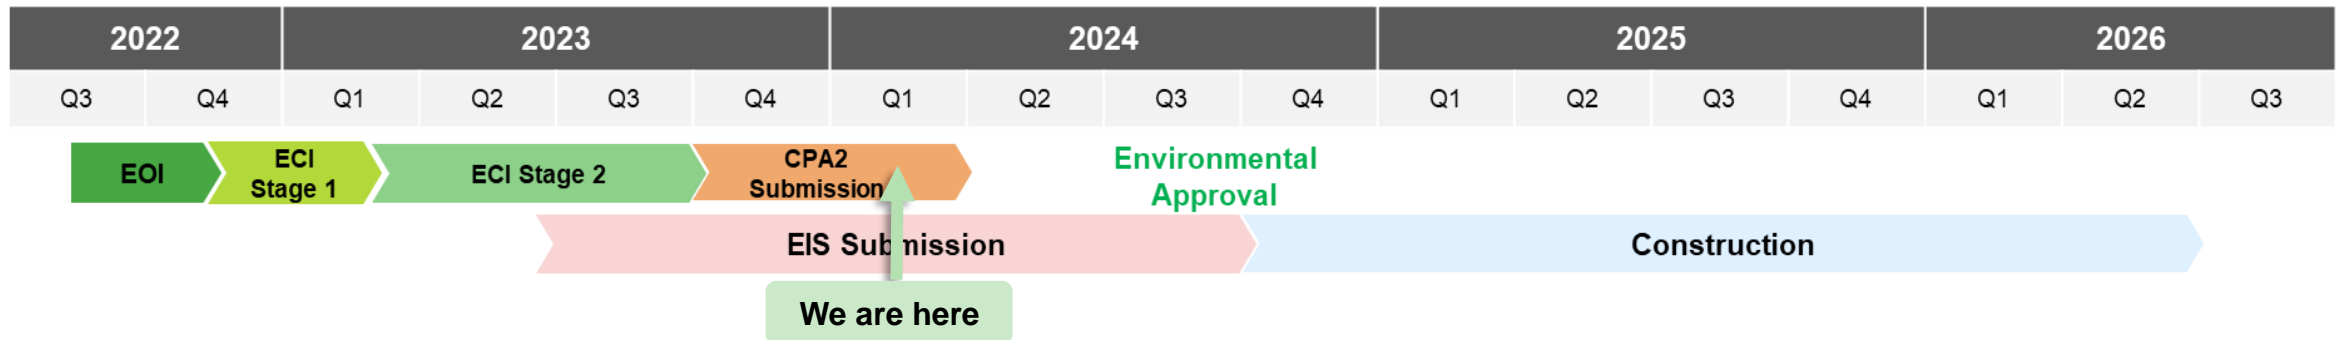 2022 2023 2024 2025 2026
Q3 Q4 Q1 Q2 Q3 Q4 Q1 Q2 Q3 Q4 Q1 Q2 Q3 Q4 Q1 Q2 Q3
EOI
ECI
Stage 1
ECI Stage 2
CPA2
Submission
Environmental
Approval
EIS Submission
Construction
We are here